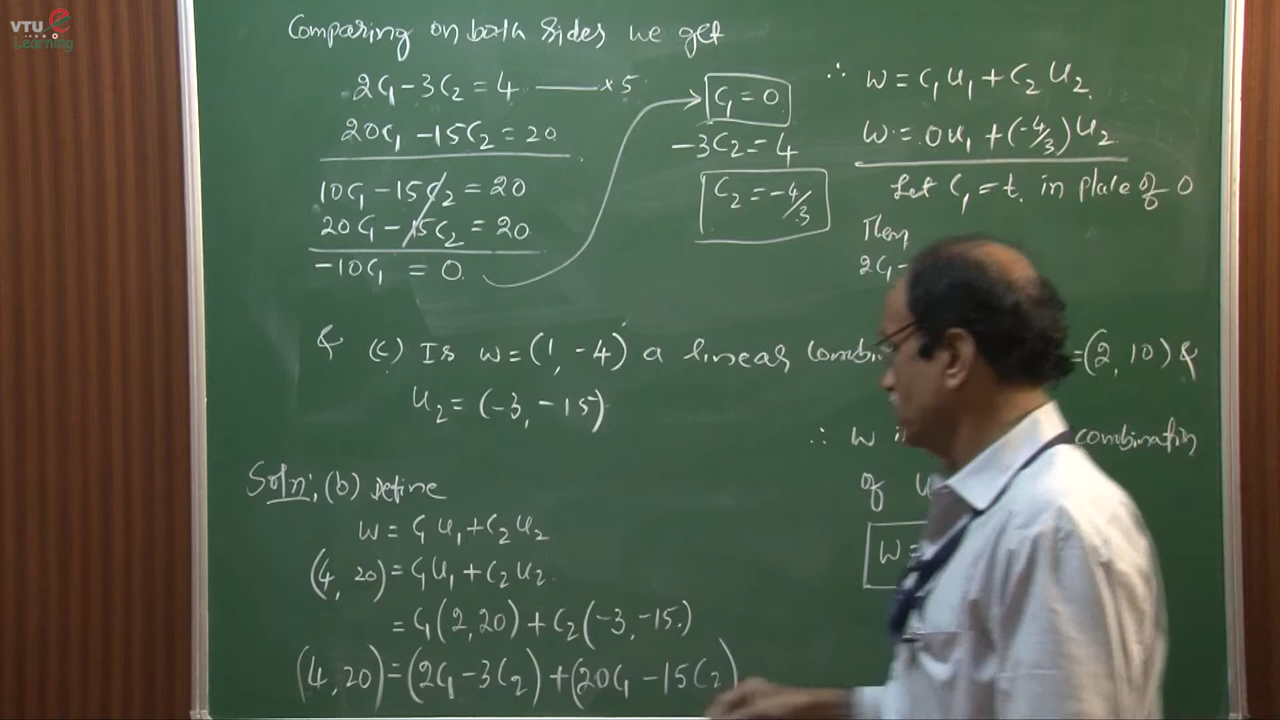 VTU e
Learning
Comparing on both sides we get
2C₁ - 3C₂ = 4 ——— ×5
20C₁ - 15C₂ = 20
10C₁ - 15C₂ = 20
20C₁ - 15C₂ = 20
-10C₁ = 0
C₁ = 0
-3C₂ = 4
C₂ = -4/3
∴ W = C₁U₁ + C₂U₂
W = 0U₁ + (-4/3)U₂
Let C₁ = t in place of 0
Then
2C₁ -
& (c) Is W = (1, -4) a linear = (2, 10) &
U₂ = (-3, -15)
∴ W combination
of U
W =
Soln: (b) Define
W = C₁U₁ + C₂U₂
(4, 20) = C₁U₁ + C₂U₂
= C₁(2, 20) + C₂(-3, -15)
(4, 20) = (2C₁ - 3C₂) + (20C₁ - 15C₂)